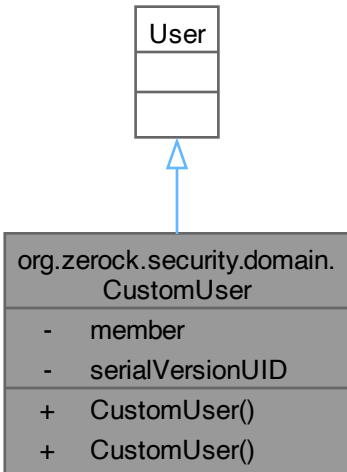 User
org.zerock.security.domain.
CustomUser
- member
- serialVersionUID
+ CustomUser()
+ CustomUser()